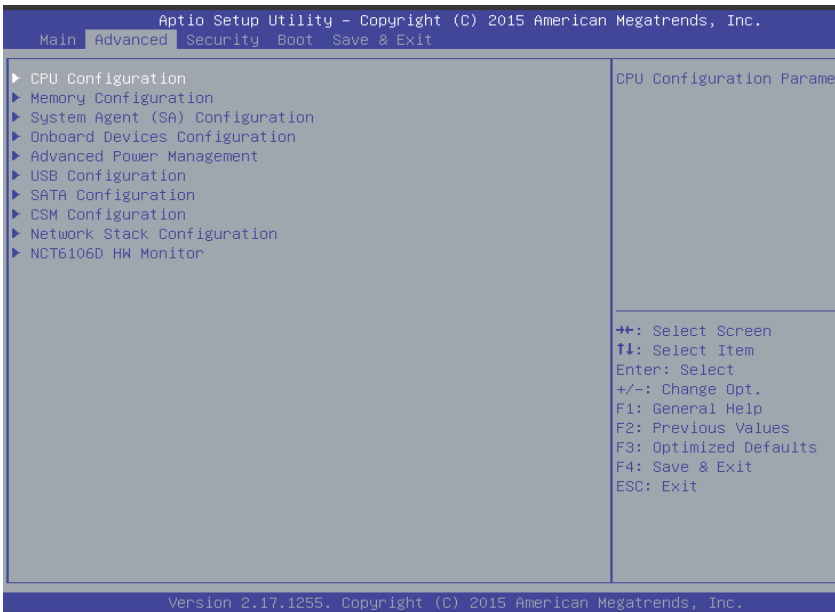 Aptio Setup Utility – Copyright (C) 2015 American Megatrends, Inc.
Main Advanced Security Boot Save & Exit
▶ CPU Configuration
▶ Memory Configuration
▶ System Agent (SA) Configuration
▶ Onboard Devices Configuration
▶ Advanced Power Management
▶ USB Configuration
▶ SATA Configuration
▶ CSM Configuration
▶ Network Stack Configuration
▶ NCT6106D HW Monitor
CPU Configuration Parame
→←: Select Screen
↑↓: Select Item
Enter: Select
+/-: Change Opt.
F1: General Help
F2: Previous Values
F3: Optimized Defaults
F4: Save & Exit
ESC: Exit
Version 2.17.1255. Copyright (C) 2015 American Megatrends, Inc.